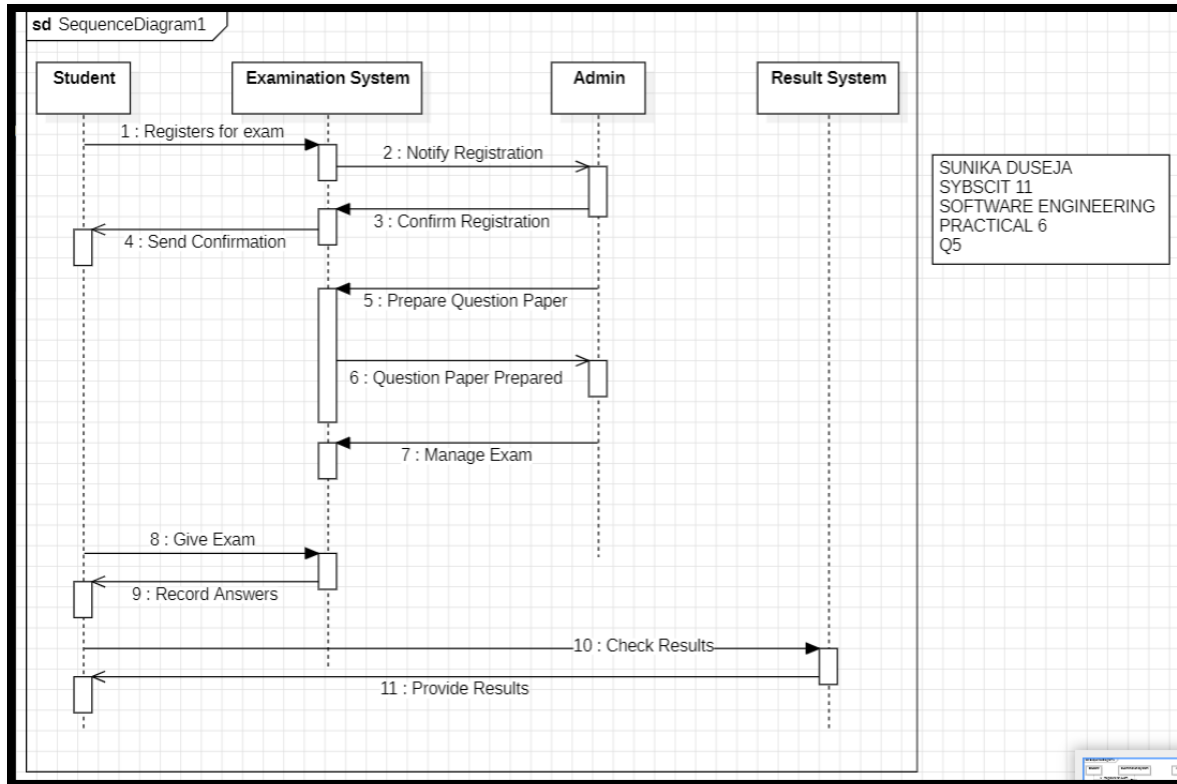 sd SequenceDiagram1
Student
Examination System
Admin
Result System
1 : Registers for exam
2 : Notify Registration
3 : Confirm Registration
4 : Send Confirmation
5 : Prepare Question Paper
6 : Question Paper Prepared
7 : Manage Exam
8 : Give Exam
9 : Record Answers
10 : Check Results
11 : Provide Results
SUNIKA DUSEJA
SYBSCIT 11
SOFTWARE ENGINEERING
PRACTICAL 6
Q5